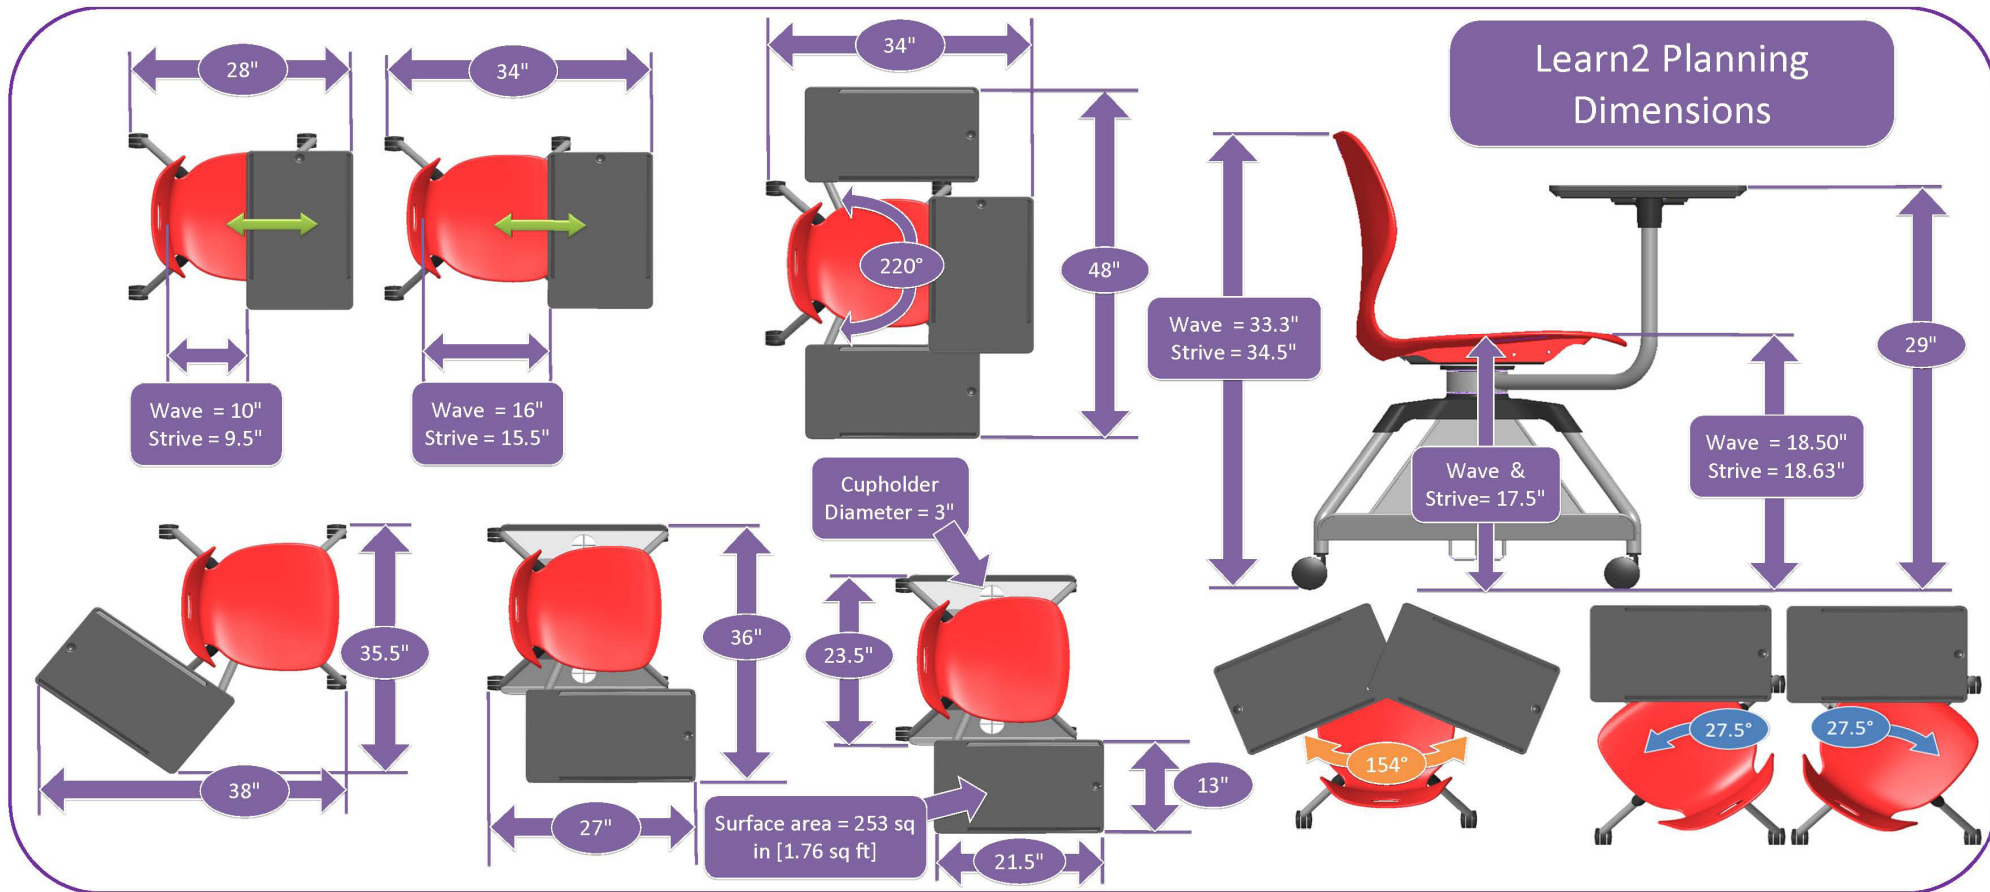 Learn2 Planning
Dimensions
28"
34"
34"
220°
48"
Wave  = 10"
Strive = 9.5"
Wave  = 16"
Strive = 15.5"
Wave  = 33.3"
Strive = 34.5"
29"
Wave  = 18.50"
Strive = 18.63"
Wave  &
Strive= 17.5"
Cupholder
Diameter = 3"
35.5"
38"
36"
27"
23.5"
13"
21.5"
Surface area = 253 sq
in [1.76 sq ft]
154°
27.5°
27.5°